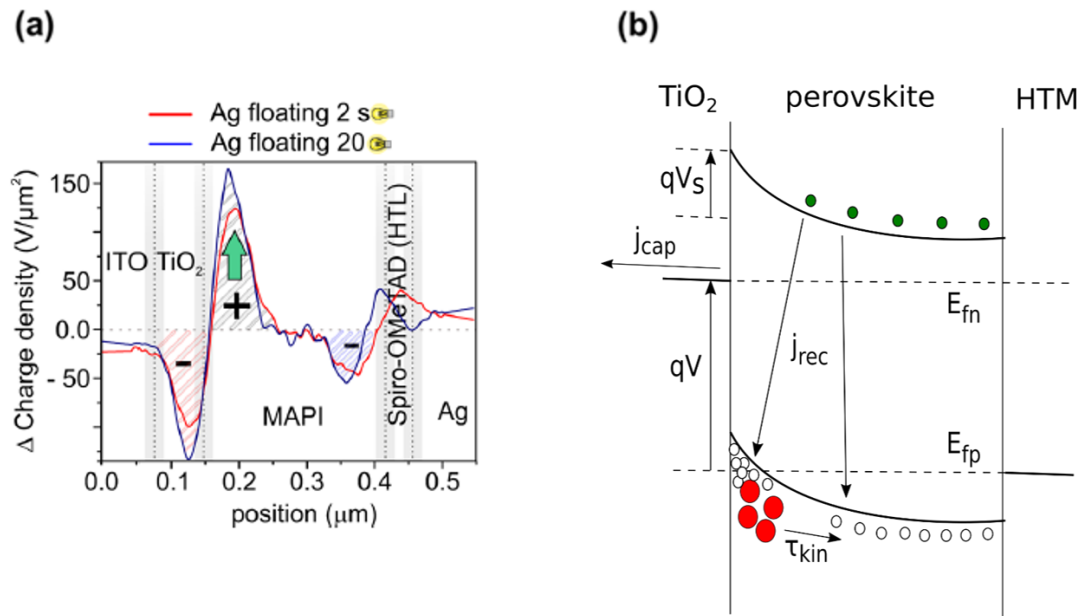 (a)
Ag floating 2 s
Ag floating 20
Δ Charge density (V/μm²)
150
50
0.0
- 50
ITO
TiO₂
+
-
-
MAPI
Spiro-OMeTAD (HTL)
Ag
0.0 0.1 0.2 0.3 0.4 0.5
position (μm)
(b)
TiO₂ perovskite HTM
qVs
jcap
Efn
qV
jrec
Efp
τkin